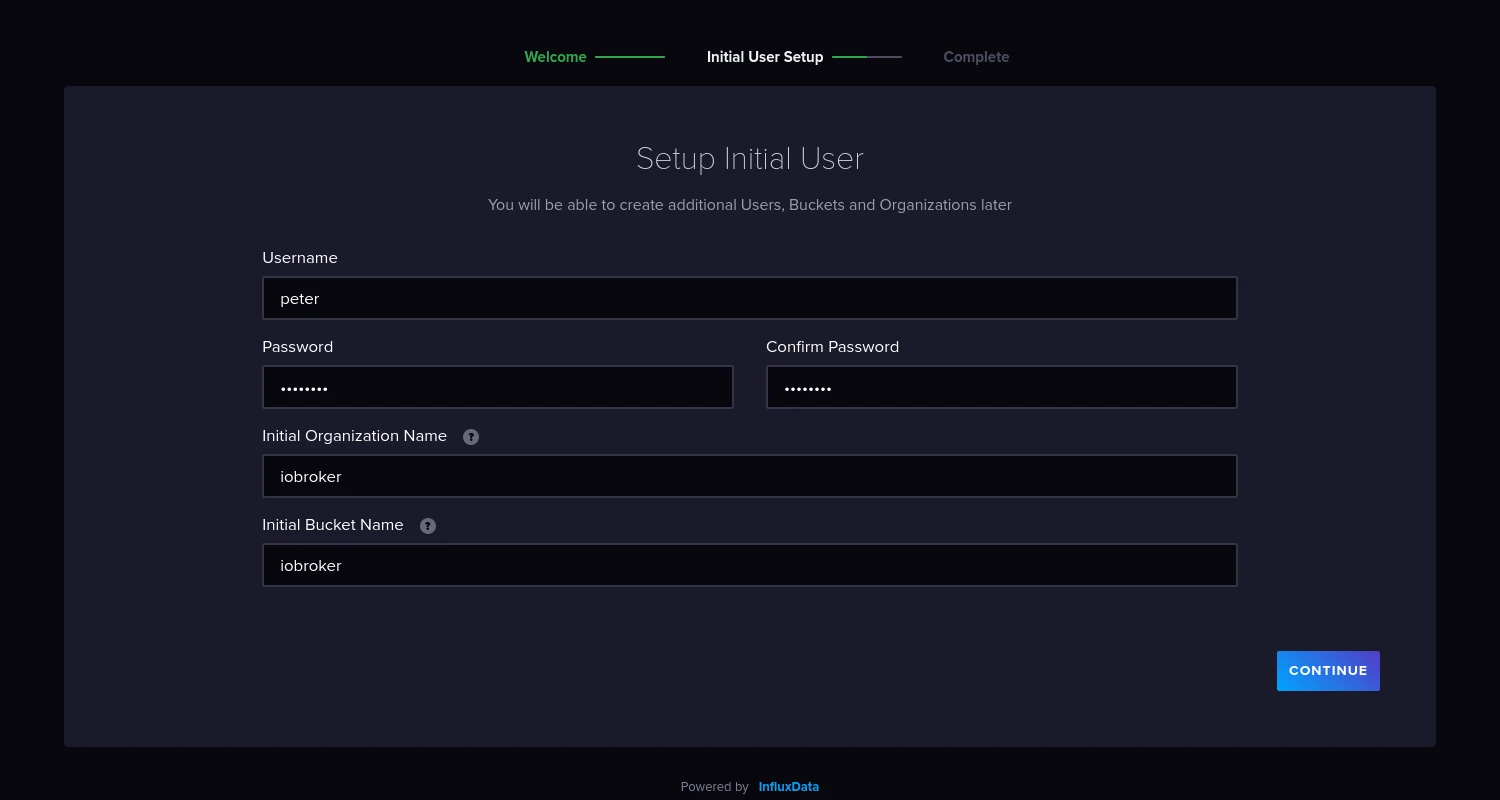 Welcome Initial User Setup Complete
Setup Initial User
You will be able to create additional Users, Buckets and Organizations later
Username
peter
Password Confirm Password
•••••••• ••••••••
Initial Organization Name ?
iobroker
Initial Bucket Name ?
iobroker
CONTINUE
Powered by InfluxData